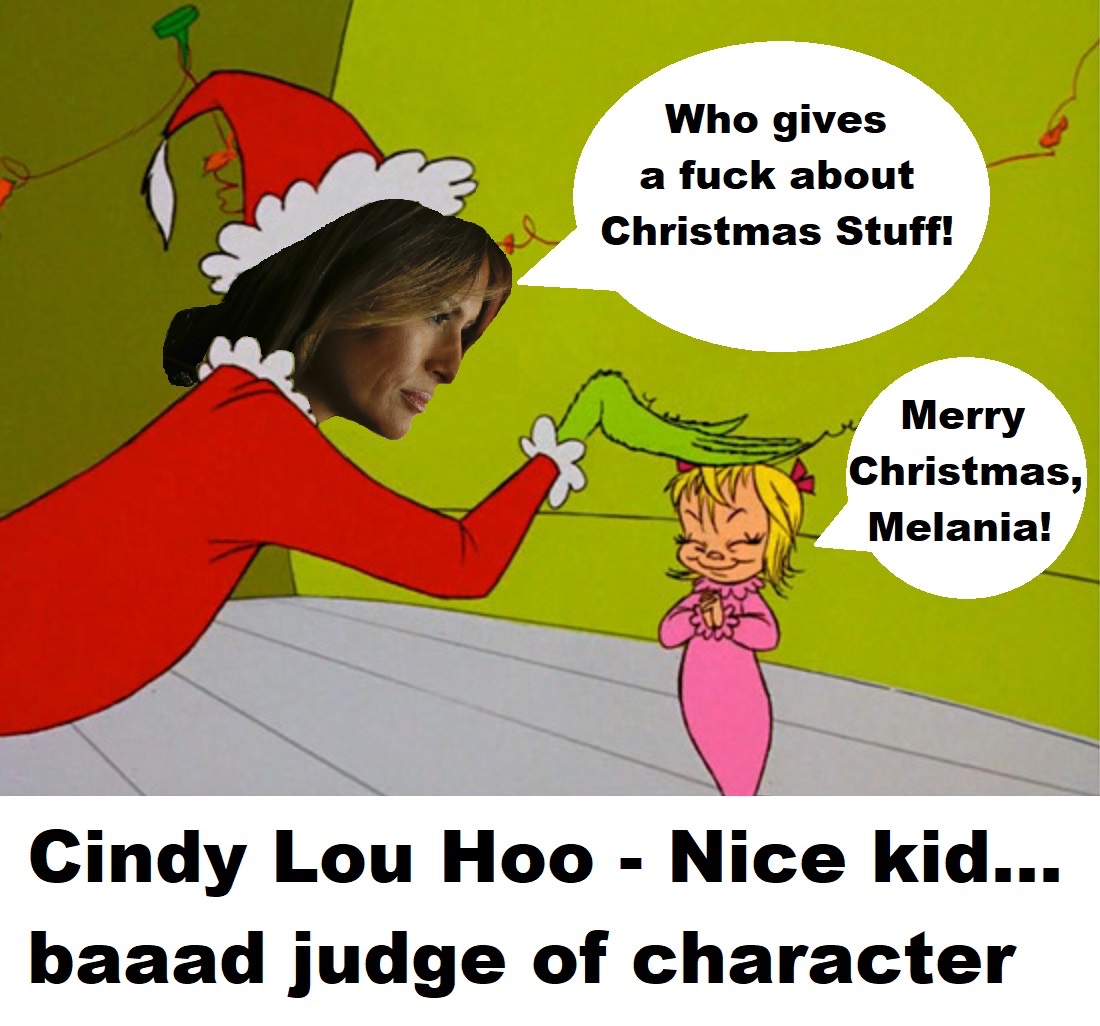 Who gives
a fuck about
Christmas Stuff!
Merry
Christmas,
Melania!
Cindy Lou Hoo - Nice kid...
baaad judge of character